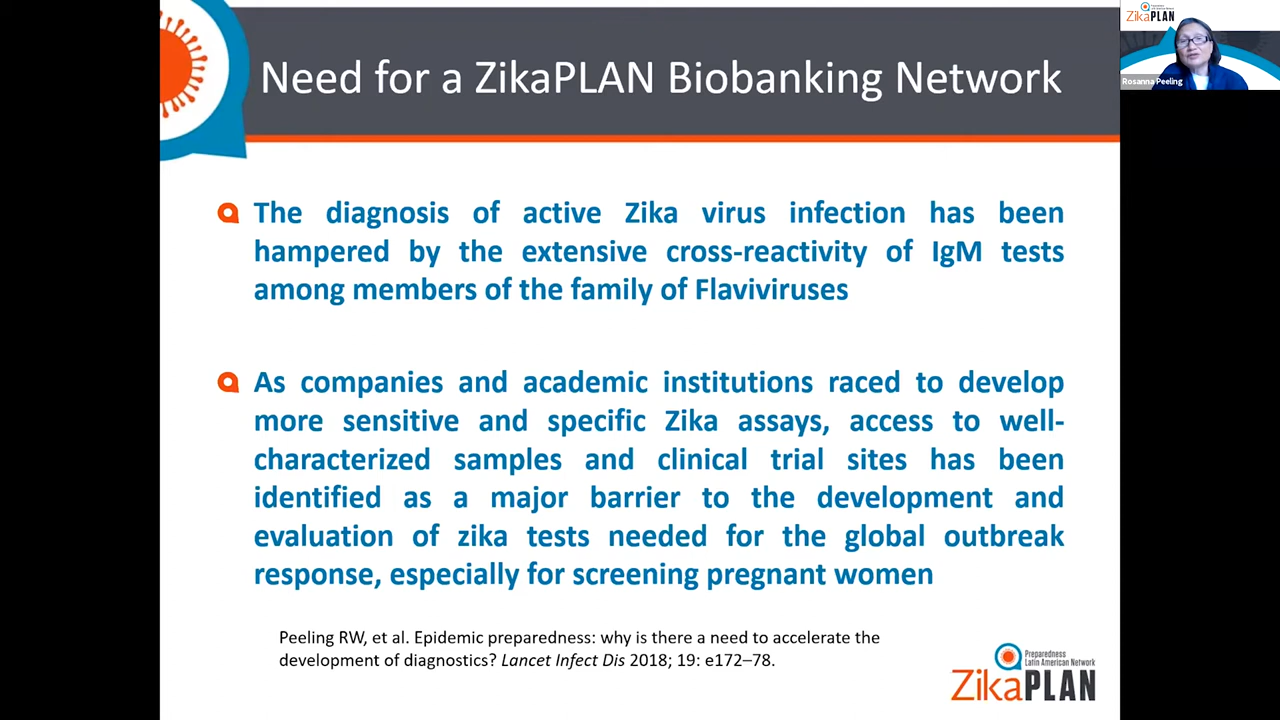 Need for a ZikaPLAN Biobanking Network
ZikaPLAN
Rosanna Peeling
The diagnosis of active Zika virus infection has been
hampered by the extensive cross-reactivity of IgM tests
among members of the family of Flaviviruses
As companies and academic institutions raced to develop
more sensitive and specific Zika assays, access to well-
characterized samples and clinical trial sites has been
identified as a major barrier to the development and
evaluation of zika tests needed for the global outbreak
response, especially for screening pregnant women
Peeling RW, et al. Epidemic preparedness: why is there a need to accelerate the
development of diagnostics? Lancet Infect Dis 2018; 19: e172–78.
Preparedness
Latin American Network
ZikaPLAN